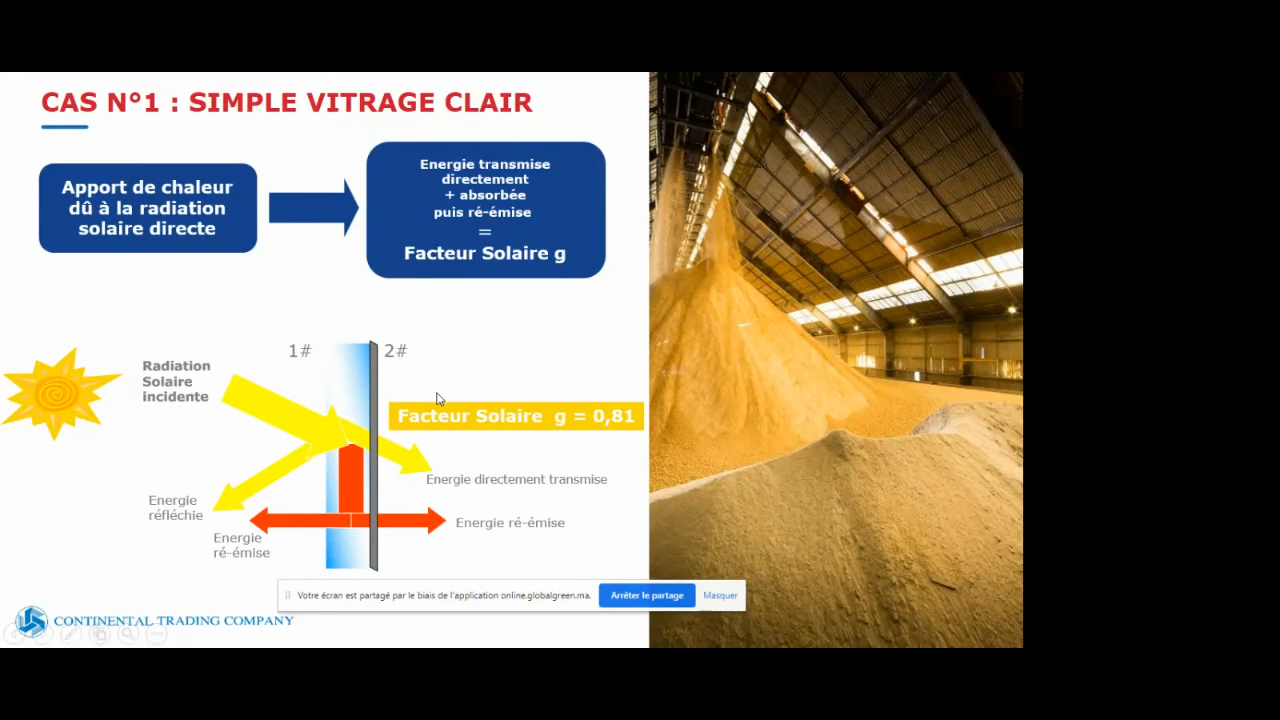 CAS N°1 : SIMPLE VITRAGE CLAIR
Apport de chaleur
dû à la radiation
solaire directe
Energie transmise
directement
+ absorbée
puis ré-émise
=
Facteur Solaire g
1#
2#
Radiation
Solaire
incidente
Facteur Solaire g = 0,81
Energie directement transmise
Energie
réfléchie
Energie ré-émise
Energie
ré-émise
Votre écran est partagé par le biais de l'application online.globalgreen.ma.
Arrêter le partage
Masquer
CONTINENTAL TRADING COMPANY